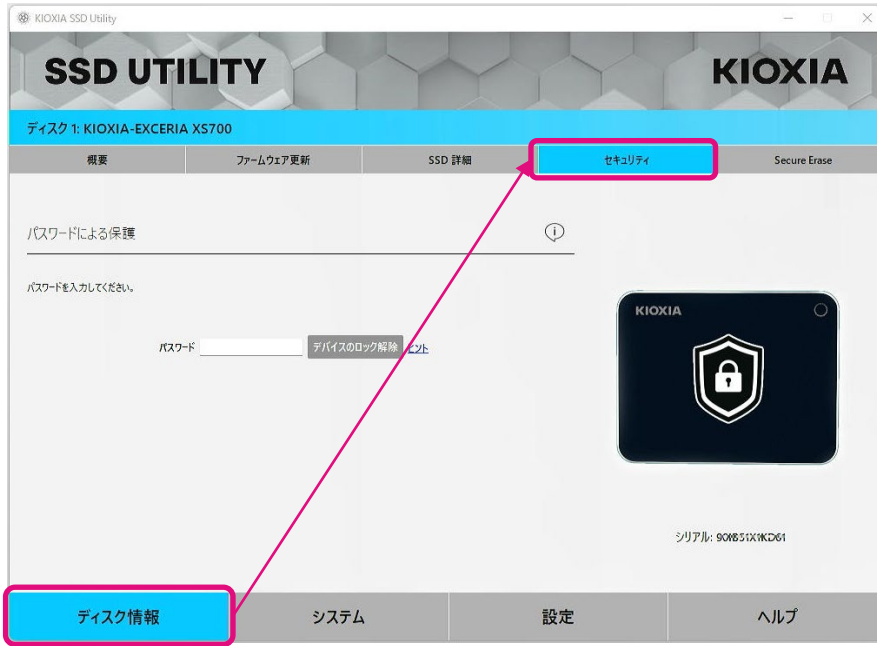 KIOXIA SSD Utility
SSD UTILITY
KIOXIA
ディスク 1: KIOXIA-EXCERIA XS700
概要
ファームウェア更新
SSD 詳細
セキュリティ
Secure Erase
パスワードによる保護
パスワードを入力してください。
パスワード
デバイスのロック解除
ヒント
KIOXIA
シリアル:
ディスク情報
システム
設定
ヘルプ